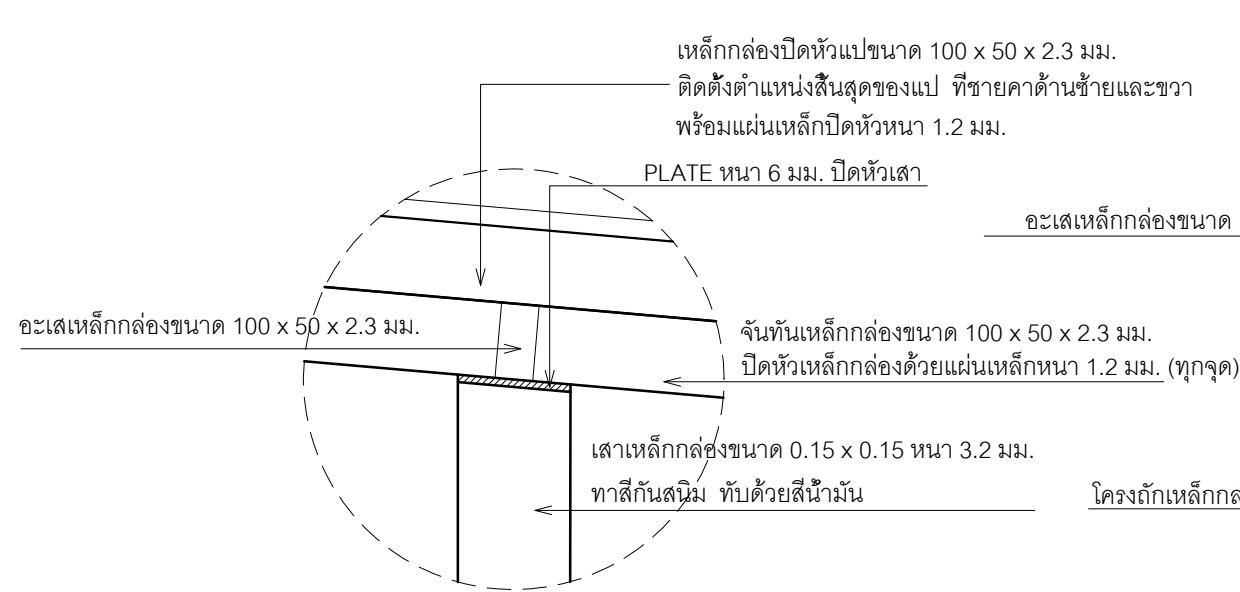 เหล็กกล่องปิดหัวแปขนาด 100 x 50 x 2.3 มม.
ติดตั้งตำแหน่งสิ้นสุดของแป ที่ชายคาด้านซ้ายและขวา
พร้อมแผ่นเหล็กปิดหัวหนา 1.2 มม.
PLATE หนา 6 มม. ปิดหัวเสา
อะเสเหล็กกล่องขนาด
อะเสเหล็กกล่องขนาด 100 x 50 x 2.3 มม.
จันทันเหล็กกล่องขนาด 100 x 50 x 2.3 มม.
ปิดหัวเหล็กกล่องด้วยแผ่นเหล็กหนา 1.2 มม. (ทุกจุด)
เสาเหล็กกล่องขนาด 0.15 x 0.15 หนา 3.2 มม.
ทาสีกันสนิม ทับด้วยสีน้ำมัน
โครงถักเหล็กกล